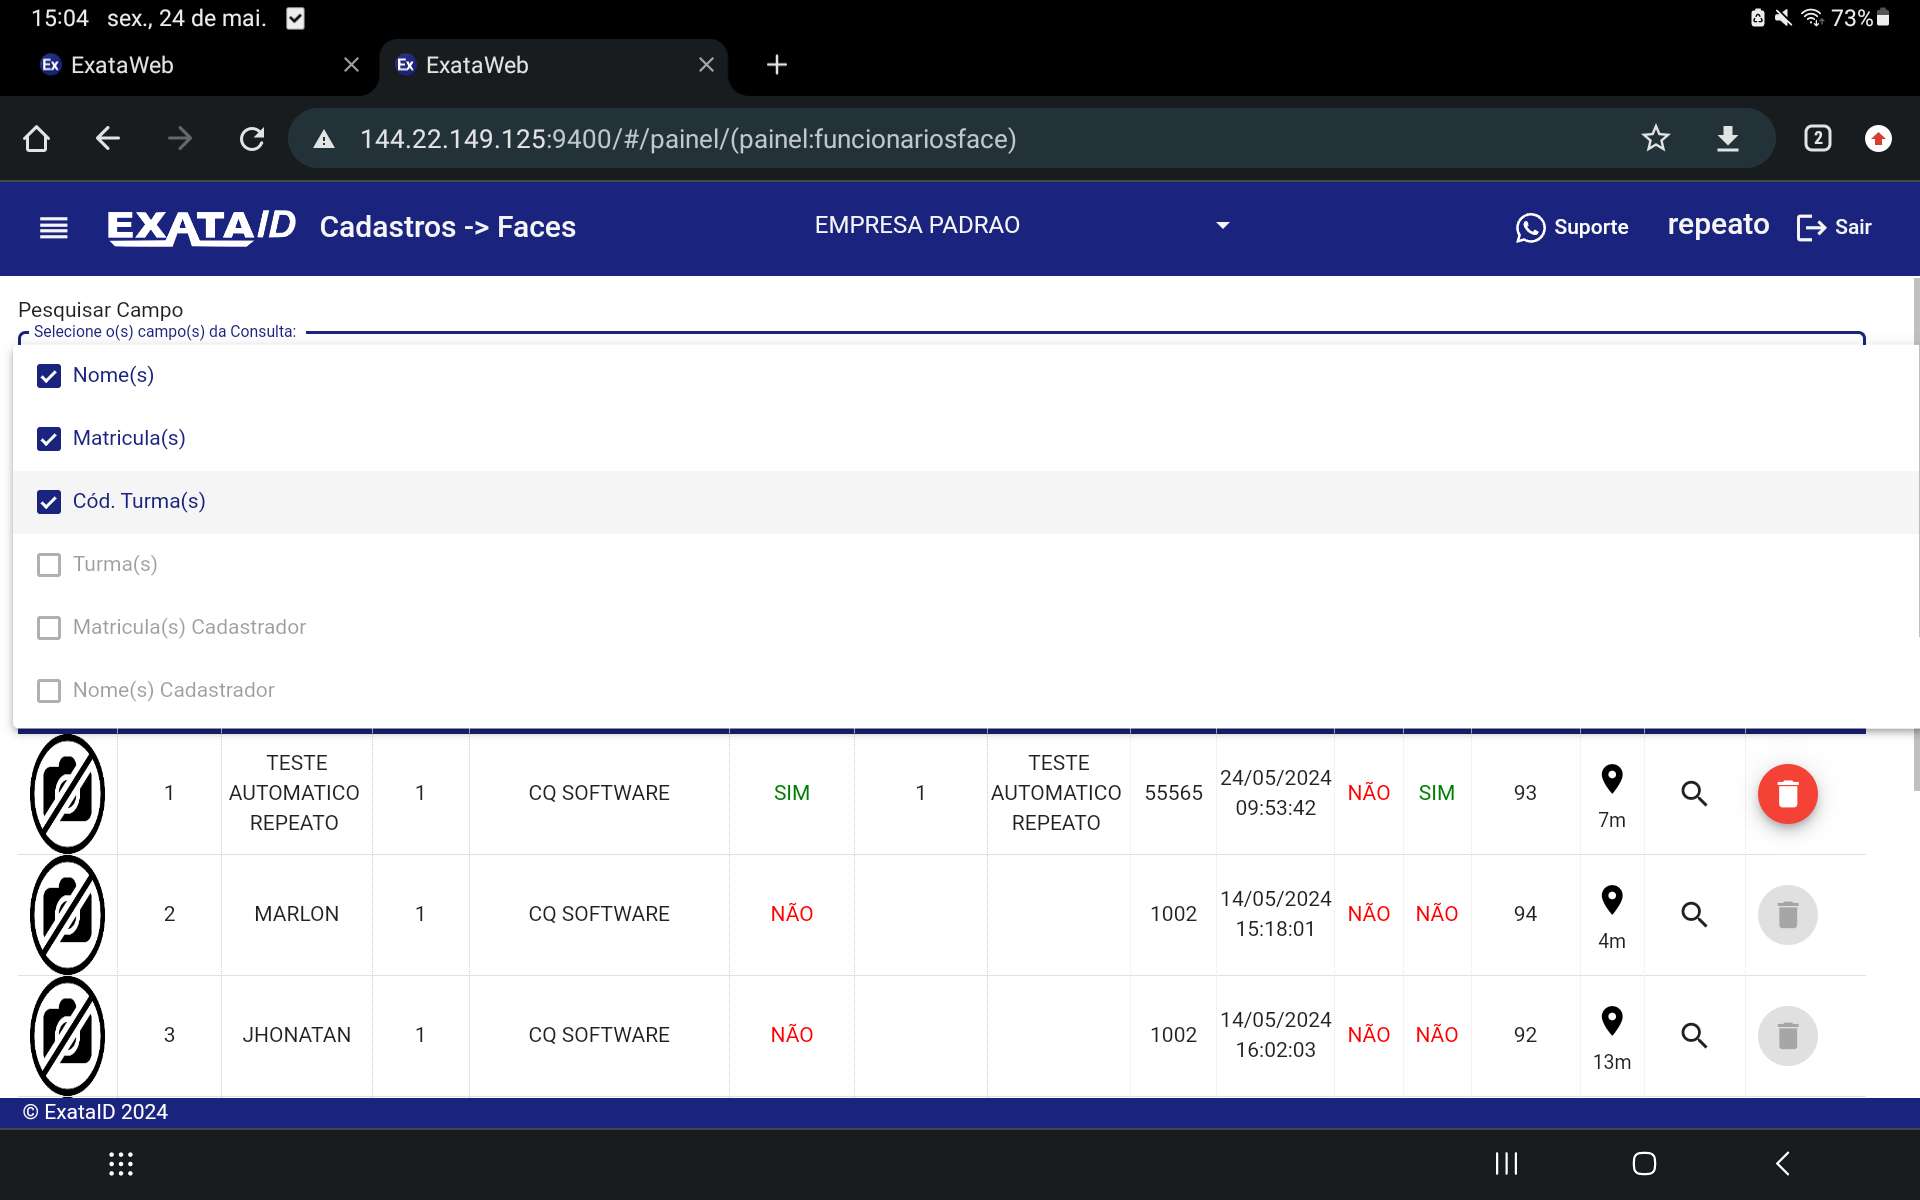 15:04 sex., 24 de mai. 73%
Ex ExataWeb Ex ExataWeb
144.22.149.125:9400/#/painel/(painel:funcionariosface) 2
EXATAID Cadastros -> Faces EMPRESA PADRAO Suporte repeato Sair
Pesquisar Campo
Selecione o(s) campo(s) da Consulta:
Nome(s)
Matricula(s)
Cód. Turma(s)
Turma(s)
Matricula(s) Cadastrador
Nome(s) Cadastrador
1 TESTE AUTOMATICO REPEATO 1 CQ SOFTWARE SIM 1 TESTE AUTOMATICO REPEATO 55565 24/05/2024 09:53:42 NÃO SIM 93 7m
2 MARLON 1 CQ SOFTWARE NÃO 1002 14/05/2024 15:18:01 NÃO NÃO 94 4m
3 JHONATAN 1 CQ SOFTWARE NÃO 1002 14/05/2024 16:02:03 NÃO NÃO 92 13m
© ExataID 2024